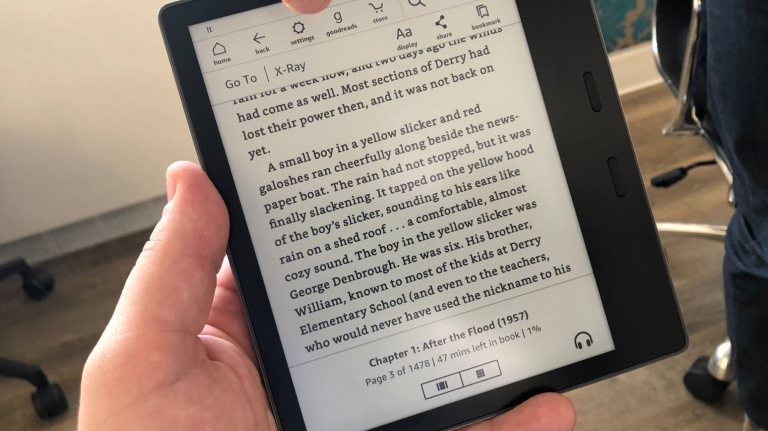 It
home
back
settings
goodreads
store
Aa
display
share
bookmark
Go To | X-Ray
rain for a week now, and two days ago the winds
had come as well. Most sections of Derry had
lost their power then, and it was not back on
yet.
A small boy in a yellow slicker and red
galoshes ran cheerfully along beside the news-
paper boat. The rain had not stopped, but it was
finally slackening. It tapped on the yellow hood
of the boy's slicker, sounding to his ears like
rain on a shed roof . . . a comfortable, almost
cozy sound. The boy in the yellow slicker was
George Denbrough. He was six. His brother,
William, known to most of the kids at Derry
Elementary School (and even to the teachers,
who would never have used the nickname to his
Chapter 1: After the Flood (1957)
Page 3 of 1478 | 47 mins left in book | 1%